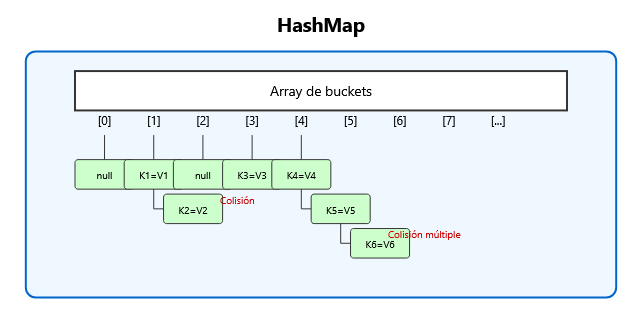 HashMap
Array de buckets
[0] [1] [2] [3] [4] [5] [6] [7] [...]
null K1=V1 null K3=V3 K4=V4
K2=V2 Colisión K5=V5
K6=V6 Colisión múltiple